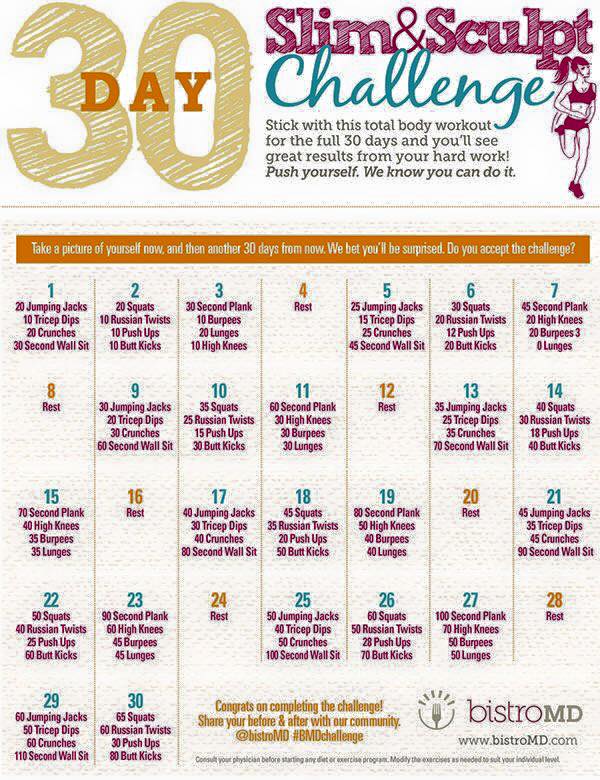 30
DAY
Slim&Sculpt
Challenge
Stick with this total body workout
for the full 30 days and you'll see
great results from your hard work!
Push yourself. We know you can do it.
Take a picture of yourself now, and then another 30 days from now. We bet you'll be surprised. Do you accept the challenge?
1
20 Jumping Jacks
10 Tricep Dips
20 Crunches
30 Second Wall Sit
2
20 Squats
10 Russian Twists
10 Push Ups
10 Butt Kicks
3
30 Second Plank
10 Burpees
20 Lunges
10 High Knees
4
Rest
5
25 Jumping Jacks
15 Tricep Dips
25 Crunches
45 Second Wall Sit
6
30 Squats
20 Russian Twists
12 Push Ups
20 Butt Kicks
7
45 Second Plank
20 High Knees
20 Burpees 3
0 Lunges
8
Rest
9
30 Jumping Jacks
20 Tricep Dips
30 Crunches
60 Second Wall Sit
10
35 Squats
25 Russian Twists
15 Push Ups
30 Butt Kicks
11
60 Second Plank
30 High Knees
30 Burpees
30 Lunges
12
Rest
13
35 Jumping Jacks
25 Tricep Dips
35 Crunches
70 Second Wall Sit
14
40 Squats
30 Russian Twists
18 Push Ups
40 Butt Kicks
15
70 Second Plank
40 High Knees
35 Burpees
35 Lunges
16
Rest
17
40 Jumping Jacks
30 Tricep Dips
40 Crunches
80 Second Wall Sit
18
45 Squats
35 Russian Twists
20 Push Ups
50 Butt Kicks
19
80 Second Plank
50 High Knees
40 Burpees
40 Lunges
20
Rest
21
45 Jumping Jacks
35 Tricep Dips
45 Crunches
90 Second Wall Sit
22
50 Squats
40 Russian Twists
25 Push Ups
60 Butt Kicks
23
90 Second Plank
60 High Knees
45 Burpees
45 Lunges
24
Rest
25
50 Jumping Jacks
40 Tricep Dips
50 Crunches
100 Second Wall Sit
26
60 Squats
50 Russian Twists
28 Push Ups
70 Butt Kicks
27
100 Second Plank
70 High Knees
50 Burpees
50 Lunges
28
Rest
29
60 Jumping Jacks
50 Tricep Dips
60 Crunches
110 Second Wall Sit
30
65 Squats
60 Russian Twists
30 Push Ups
80 Butt Kicks
Congrats on completing the challenge!
Share your before & after with our community.
@bistroMD #BMDchallenge
bistroMD
www.bistroMD.com
Consult your physician before starting any diet or exercise program. Modify the exercises as needed to suit your individual level.